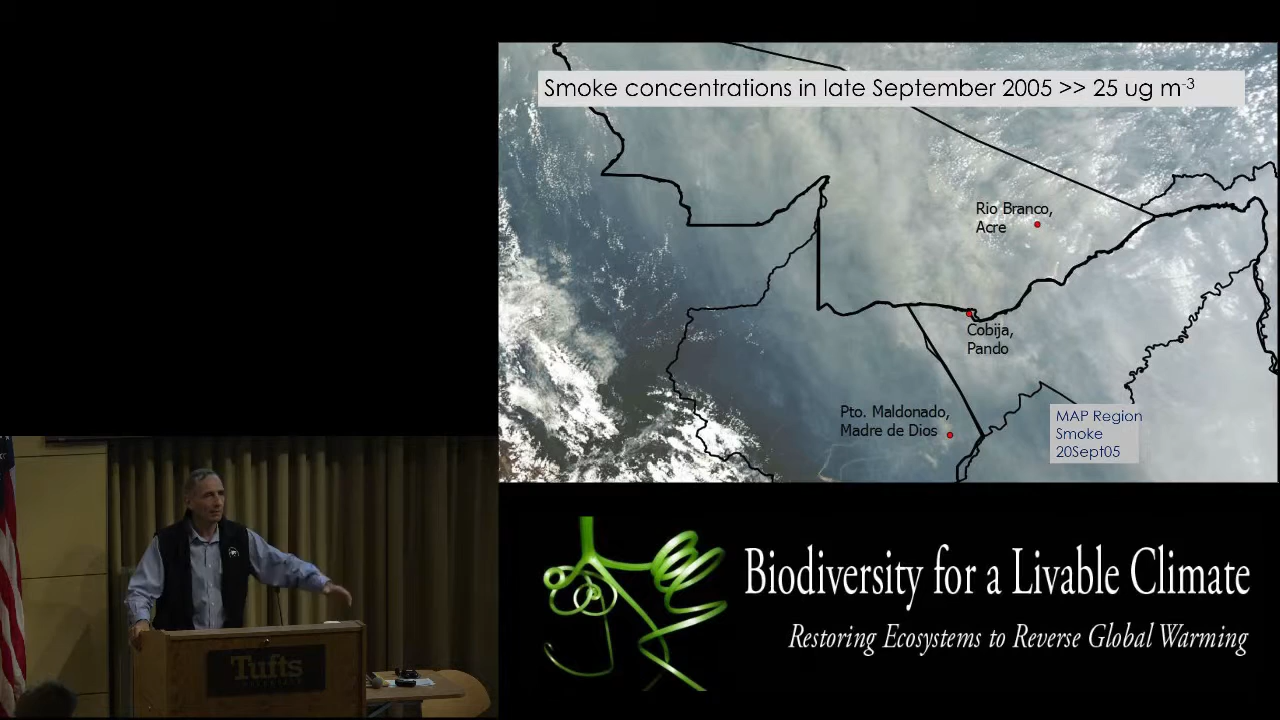 Smoke concentrations in late September 2005 >> 25 ug m-3
Rio Branco,
Acre
Cobija,
Pando
Pto. Maldonado,
Madre de Dios
MAP Region
Smoke
20Sept05
Biodiversity for a Livable Climate
Restoring Ecosystems to Reverse Global Warming
Tufts